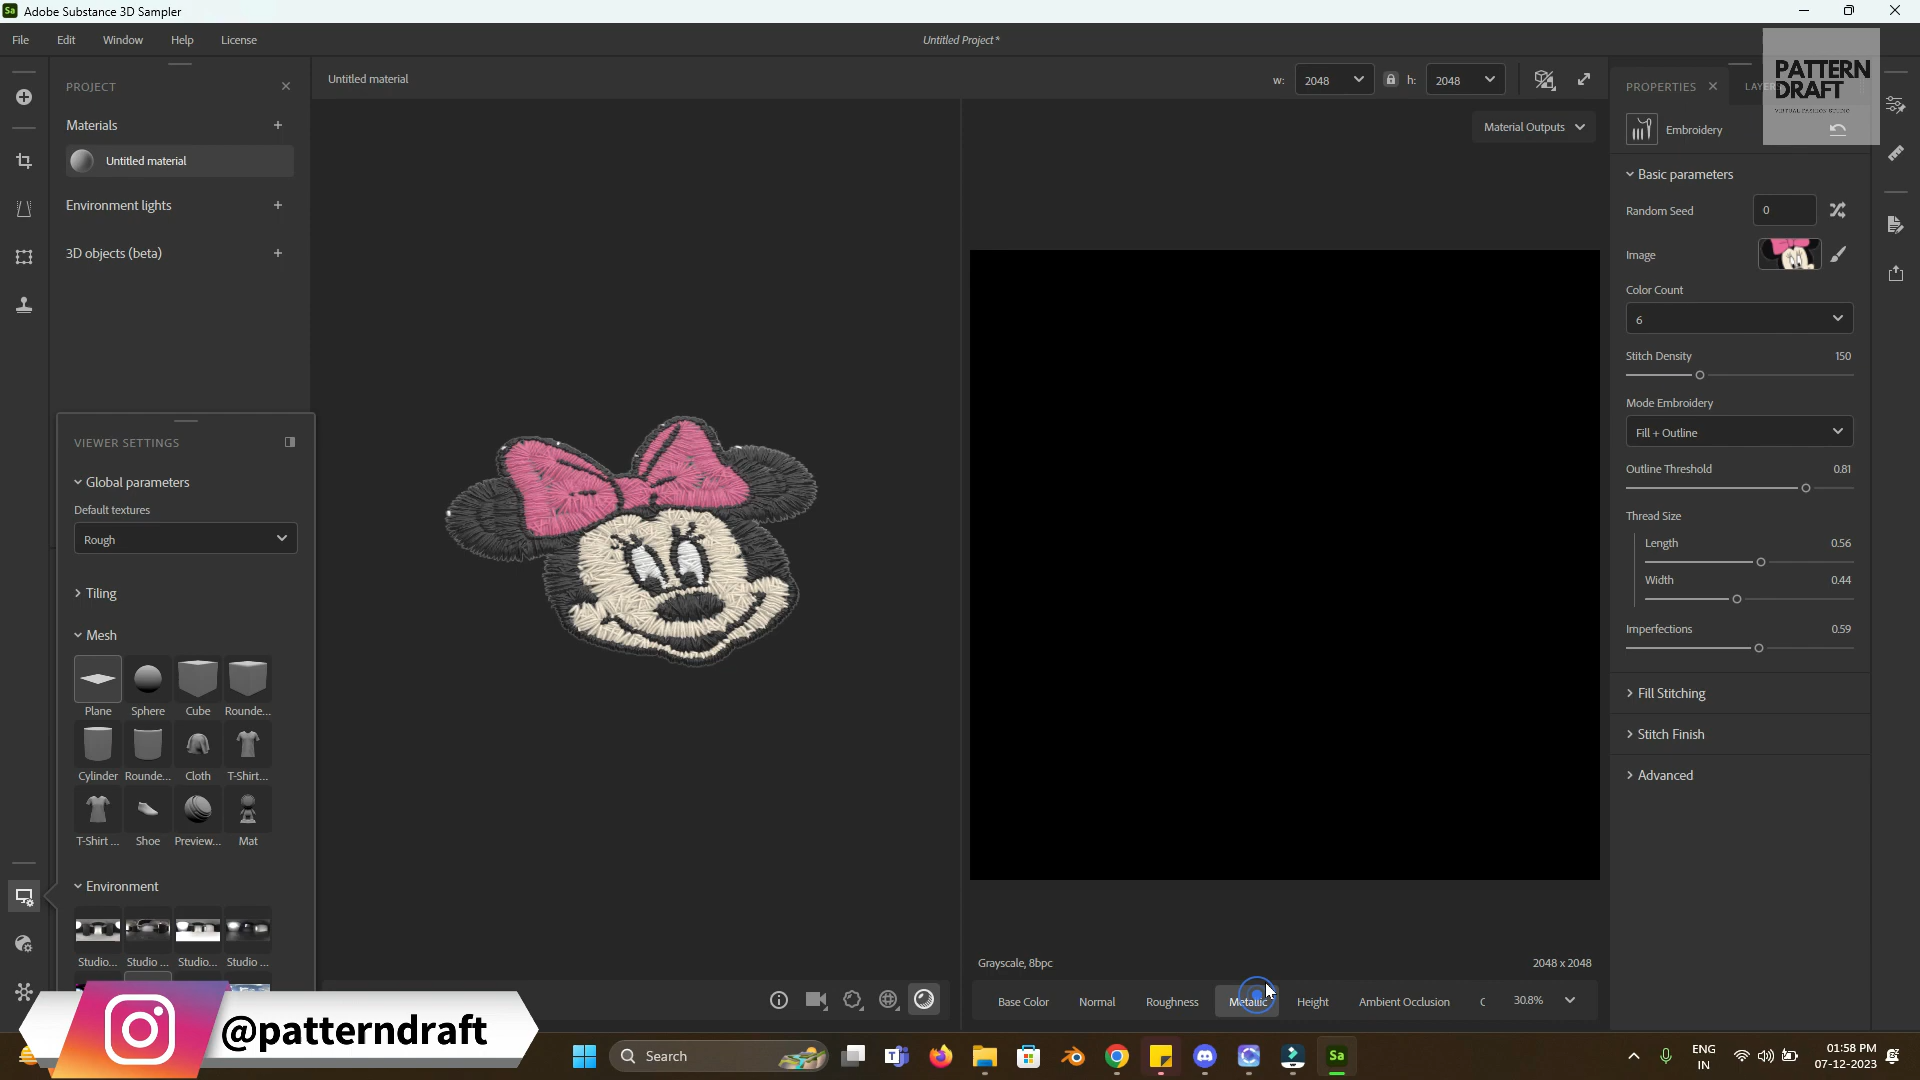 Adobe Substance 3D Sampler
File Edit Window Help License
Untitled Project*
PROJECT
Materials
Untitled material
Environment lights
3D objects (beta)
VIEWER SETTINGS
Global parameters
Default textures
Rough
Tiling
Mesh
Plane Sphere Cube Rounde...
Cylinder Rounde... Cloth T-Shirt...
T-Shirt ... Shoe Preview... Mat
Environment
Studio... Studio ... Studio... Studio ...
@patterndraft
Untitled material
w: 2048 h: 2048
Material Outputs
Grayscale, 8bpc
2048 x 2048
Base Color Normal Roughness Metallic Height Ambient Occlusion 30.8%
PROPERTIES
PATTERN
DRAFT
Embroidery
Basic parameters
Random Seed 0
Image
Color Count
6
Stitch Density 150
Mode Embroidery
Fill + Outline
Outline Threshold 0.81
Thread Size
Length 0.56
Width 0.44
Imperfections 0.59
Fill Stitching
Stitch Finish
Advanced
Search
Sa
ENG
IN
01:58 PM
07-12-2023